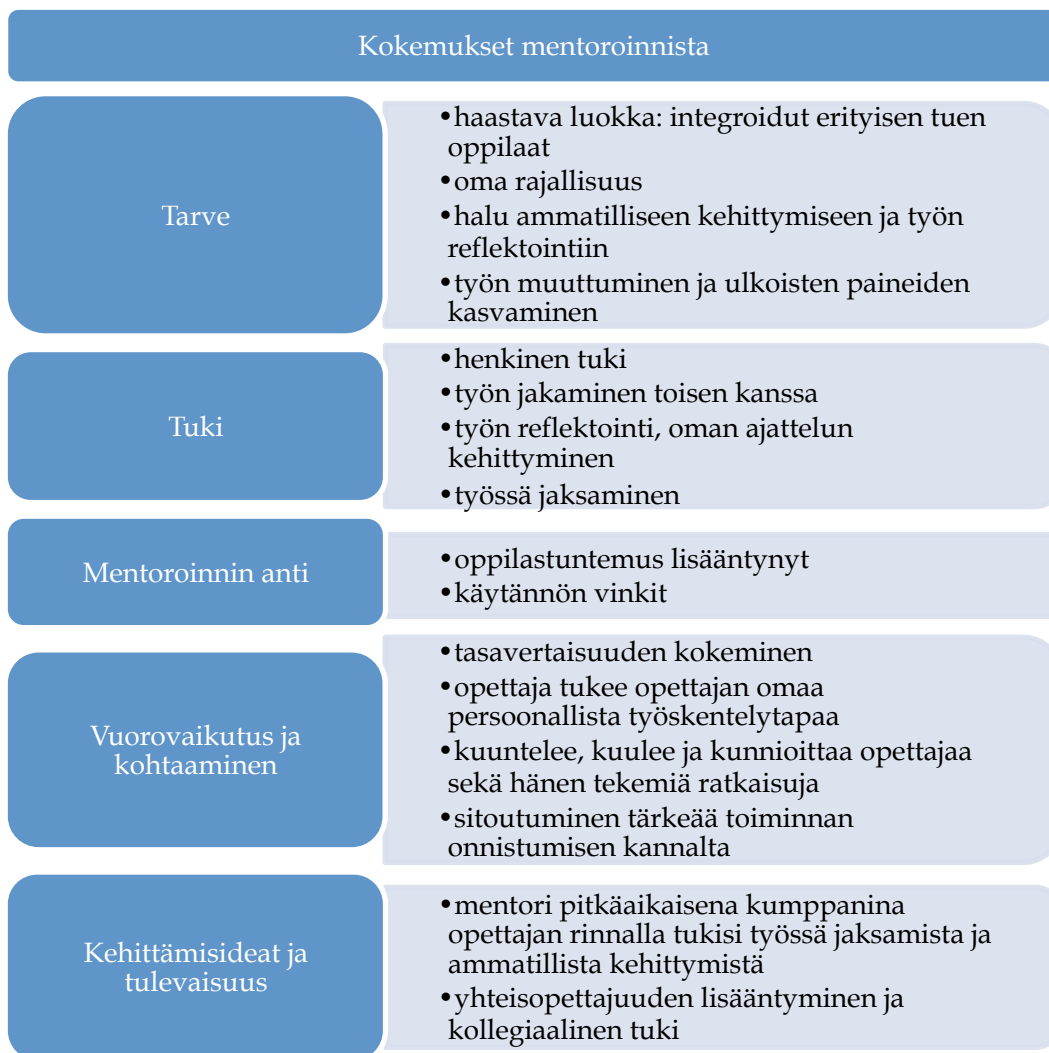 Kokemukset mentoroinnista
Tarve
•haastava luokka: integroidut erityisen tuen
oppilaat
•oma rajallisuus
•halu ammatilliseen kehittymiseen ja työn
reflektointiin
•työn muuttuminen ja ulkoisten paineiden
kasvaminen
Tuki
•henkinen tuki
•työn jakaminen toisen kanssa
•työn reflektointi, oman ajattelun
kehittyminen
•työssä jaksaminen
Mentoroinnin anti
•oppilastuntemus lisääntynyt
•käytännön vinkit
Vuorovaikutus ja
kohtaaminen
•tasavertaisuuden kokeminen
•opettaja tukee opettajan omaa
persoonallista työskentelytapaa
•kuuntelee, kuulee ja kunnioittaa opettajaa
sekä hänen tekemiä ratkaisuja
•sitoutuminen tärkeää toiminnan
onnistumisen kannalta
Kehittämisideat ja
tulevaisuus
•mentori pitkäaikaisena kumppanina
opettajan rinnalla tukisi työssä jaksamista ja
ammatillista kehittymistä
•yhteisopettajuuden lisääntyminen ja
kollegiaalinen tuki